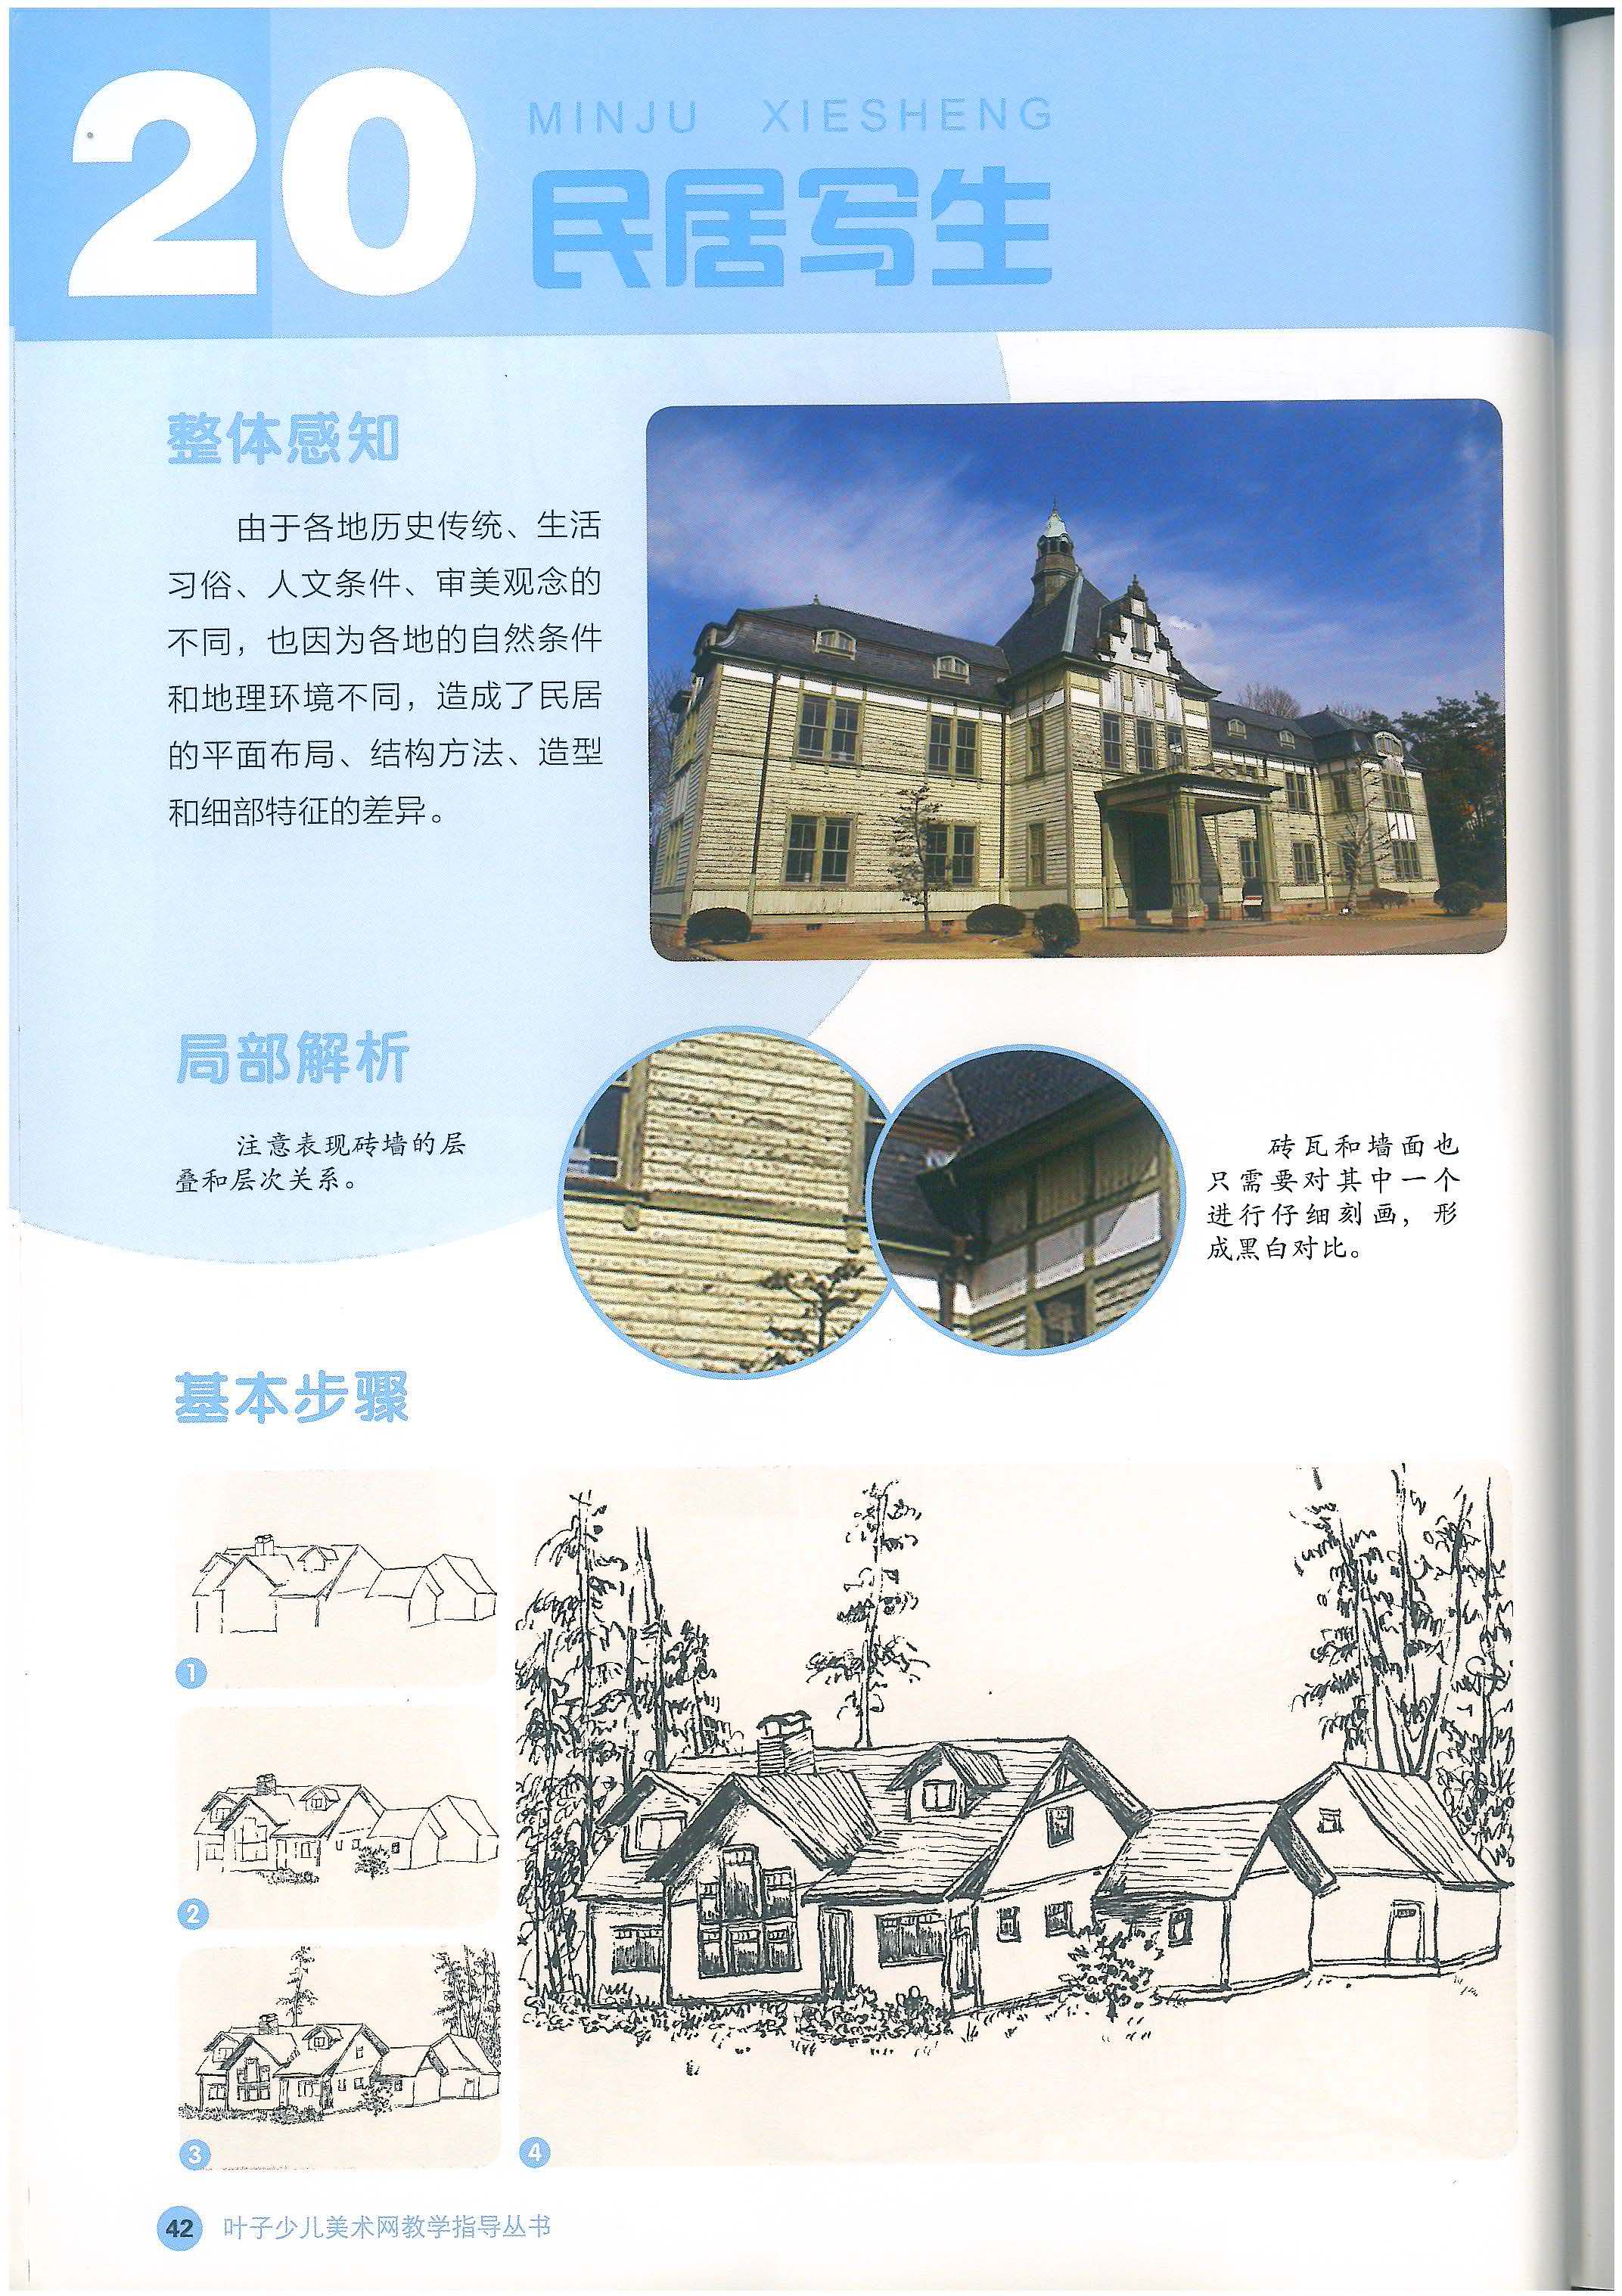 20
MINJU XIESHENG
民居写生
整体感知
由于各地历史传统、生活
习俗、人文条件、审美观念的
不同，也因为各地的自然条件
和地理环境不同，造成了民居
的平面布局、结构方法、造型
和细部特征的差异。
局部解析
注意表现砖墙的层
叠和层次关系。
砖瓦和墙面也
只需要对其中一个
进行仔细刻画，形
成黑白对比。
基本步骤
1
2
3
4
42 叶子少儿美术网教学指导丛书